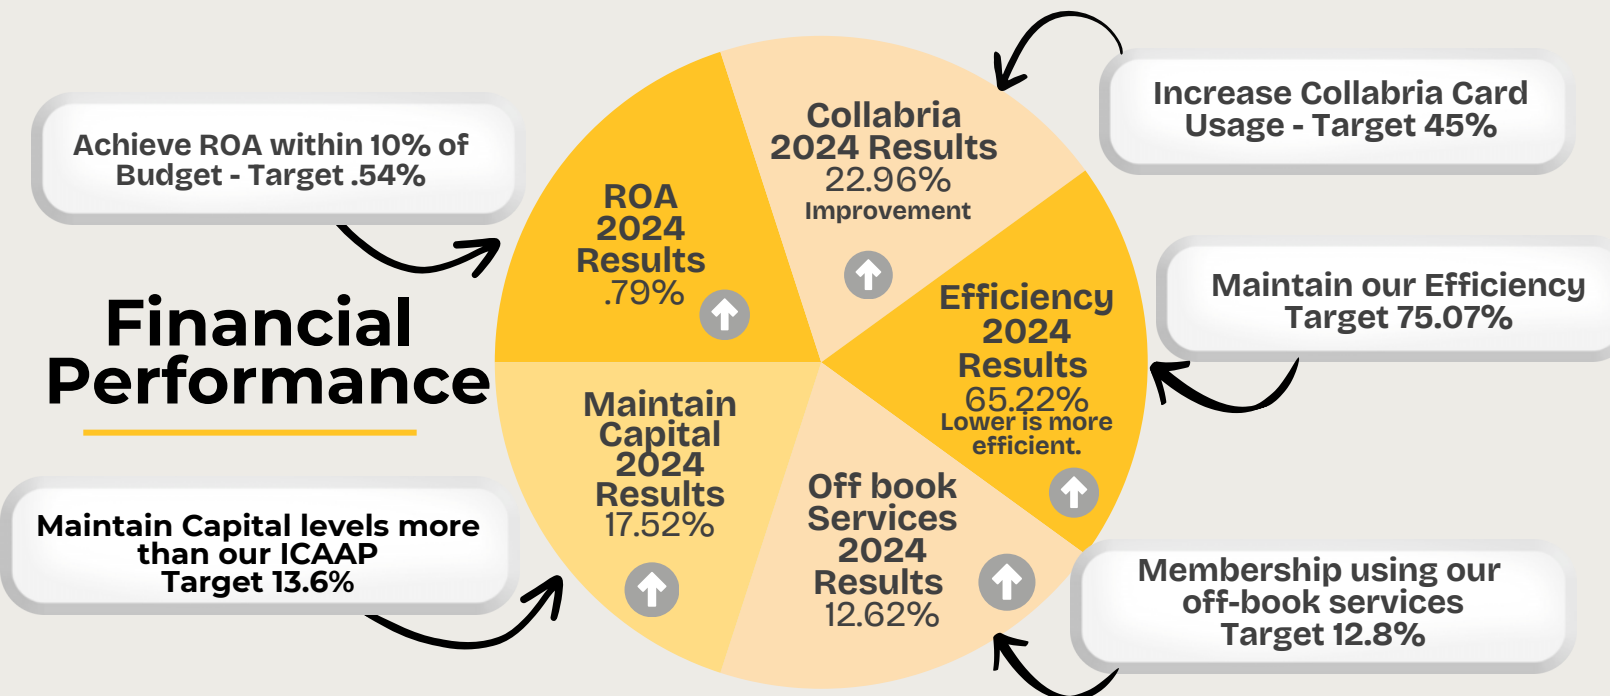 Financial
Performance
Achieve ROA within 10% of
Budget - Target .54%
ROA
2024
Results
.79%
Collabria
2024 Results
22.96%
Improvement
Increase Collabria Card
Usage - Target 45%
Efficiency
2024
Results
65.22%
Lower is more
efficient.
Maintain our Efficiency
Target 75.07%
Maintain
Capital
2024
Results
17.52%
Maintain Capital levels more
than our ICAAP
Target 13.6%
Off book
Services
2024
Results
12.62%
Membership using our
off-book services
Target 12.8%